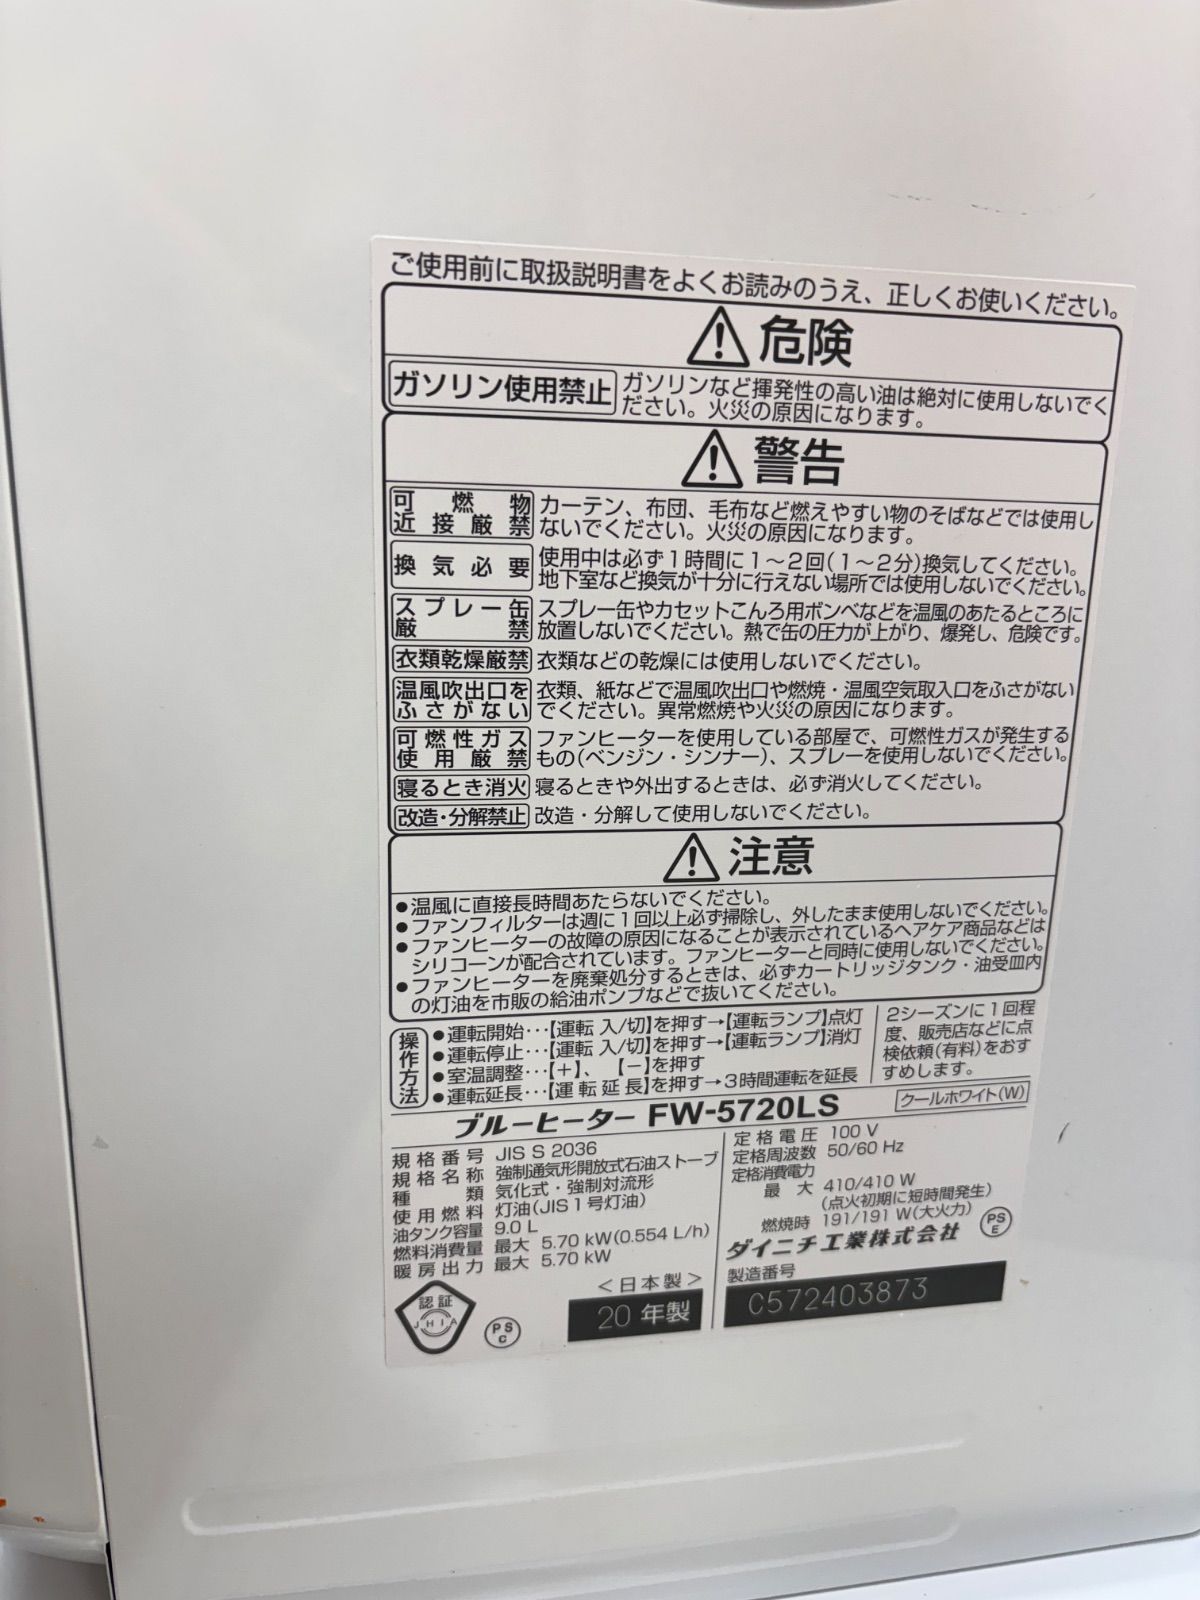 ご使用前に取扱説明書をよくお読みのうえ、正しくお使いください。
危険
ガソリン使用禁止
ガソリンなど揮発性の高い油は絶対に使用しないでく
ださい。火災の原因になります。
警告
可燃物
近接厳禁
カーテン、布団、毛布など燃えやすい物のそばなどでは使用し
ないでください。火災の原因になります。
換気必要
使用中は必ず1時間に1～2回(1～2分)換気してください。
地下室など換気が十分に行えない場所では使用しないでください。
スプレー缶
厳禁
スプレー缶やカセットこんろ用ボンベなどを温風のあたるところに
放置しないでください。熱で缶の圧力が上がり、爆発し、危険です。
衣類乾燥厳禁
衣類などの乾燥には使用しないでください。
温風吹出口を
ふさがない
衣類、紙などで温風吹出口や燃焼・温風空気取入口をふさがない
でください。異常燃焼や火災の原因になります。
可燃性ガス
使用厳禁
ファンヒーターを使用している部屋で、可燃性ガスが発生する
もの(ベンジン・シンナー)、スプレーを使用しないでください。
寝るとき消火
寝るときや外出するときは、必ず消火してください。
改造・分解禁止
改造・分解して使用しないでください。
注意
●温風に直接長時間あたらないでください。
●ファンフィルターは週に1回以上必ず掃除し、外したまま使用しないでください。
●ファンヒーターの故障の原因になることが表示されているヘアケア商品などは
シリコーンが配合されています。ファンヒーターと同時に使用しないでください。
●ファンヒーターを廃棄処分するときは、必ずカートリッジタンク・油受皿内
の灯油を市販の給油ポンプなどで抜いてください。
操作方法
●運転開始・・・【運転 入/切】を押す→【運転ランプ】点灯
●運転停止・・・【運転 入/切】を押す→【運転ランプ】消灯
●室温調整・・・【+】、【-】を押す
●運転延長・・・【運転延長】を押す→3時間運転を延長
2シーズンに1回程
度、販売店などに点
検依頼(有料)をおす
すめします。
ブルーヒーター FW-5720LS
クールホワイト(W)
規格番号 JIS S 2036
規格名称 強制通気形開放式石油ストーブ
種類 気化式・強制対流形
使用燃料 灯油(JIS1号灯油)
油タンク容量 9.0 L
燃料消費量 最大 5.70 kW(0.554 L/h)
暖房出力 最大 5.70 kW
定格電圧 100 V
定格周波数 50/60 Hz
定格消費電力
最大 410/410 W
(点火初期に短時間発生)
燃焼時 191/191 W(大火力)
ダイニチ工業株式会社
PS
E
認証
JHIA
PS
C
<日本製>
20 年製
製造番号
C572403873